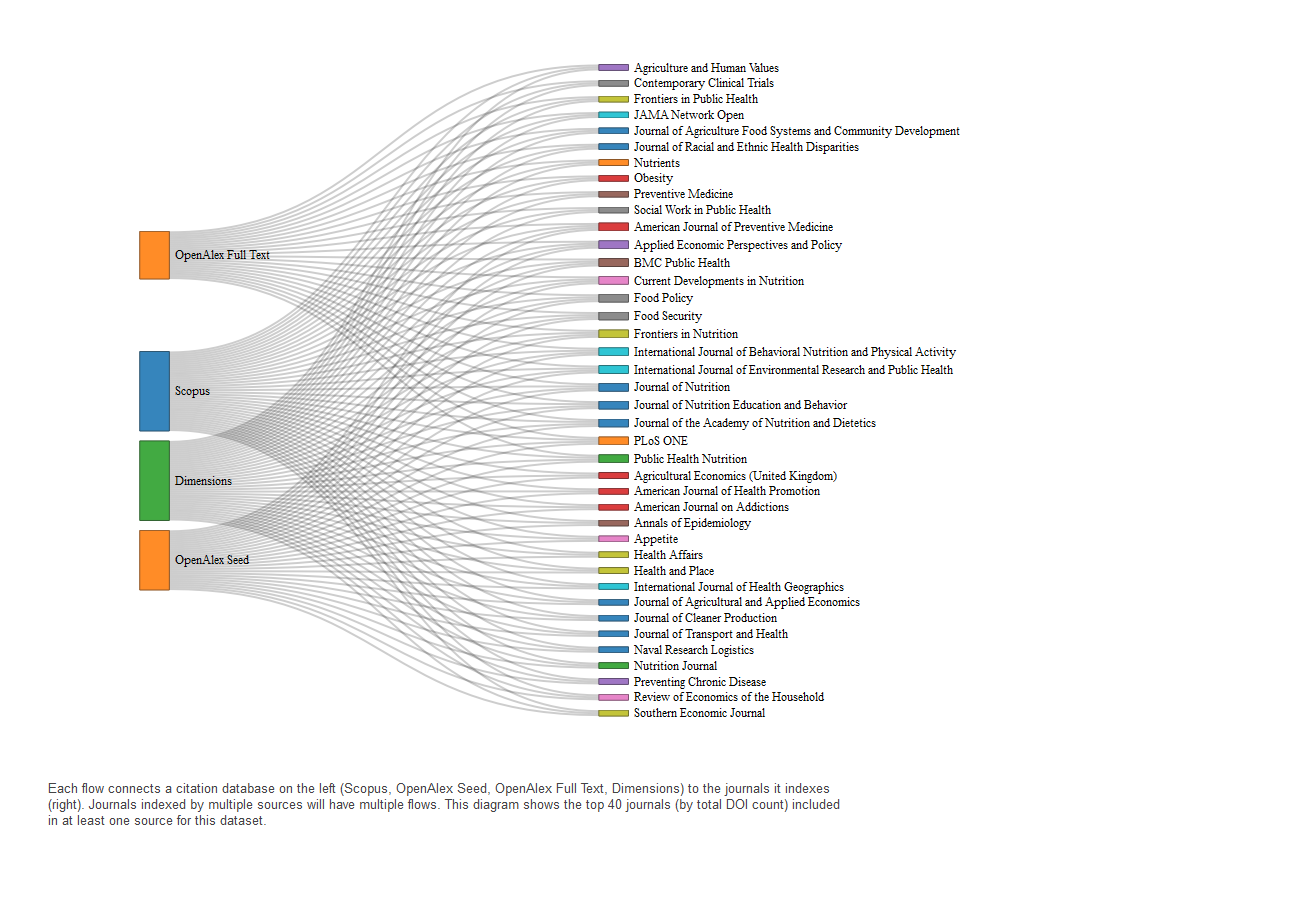 OpenAlex Full Text
Scopus
Dimensions
OpenAlex Seed
Agriculture and Human Values
Contemporary Clinical Trials
Frontiers in Public Health
JAMA Network Open
Journal of Agriculture Food Systems and Community Development
Journal of Racial and Ethnic Health Disparities
Nutrients
Obesity
Preventive Medicine
Social Work in Public Health
American Journal of Preventive Medicine
Applied Economic Perspectives and Policy
BMC Public Health
Current Developments in Nutrition
Food Policy
Food Security
Frontiers in Nutrition
International Journal of Behavioral Nutrition and Physical Activity
International Journal of Environmental Research and Public Health
Journal of Nutrition
Journal of Nutrition Education and Behavior
Journal of the Academy of Nutrition and Dietetics
PLoS ONE
Public Health Nutrition
Agricultural Economics (United Kingdom)
American Journal of Health Promotion
American Journal on Addictions
Annals of Epidemiology
Appetite
Health Affairs
Health and Place
International Journal of Health Geographics
Journal of Agricultural and Applied Economics
Journal of Cleaner Production
Journal of Transport and Health
Naval Research Logistics
Nutrition Journal
Preventing Chronic Disease
Review of Economics of the Household
Southern Economic Journal
Each flow connects a citation database on the left (Scopus, OpenAlex Seed, OpenAlex Full Text, Dimensions) to the journals it indexes
(right). Journals indexed by multiple sources will have multiple flows. This diagram shows the top 40 journals (by total DOI count) included
in at least one source for this dataset.